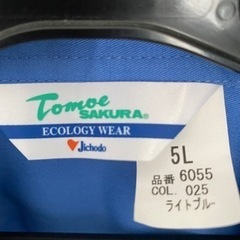 Tomoe
SAKURA®
ECOLOGY WEAR
Jichodo
5L
品番 6055
COL. 025
ライトブルー